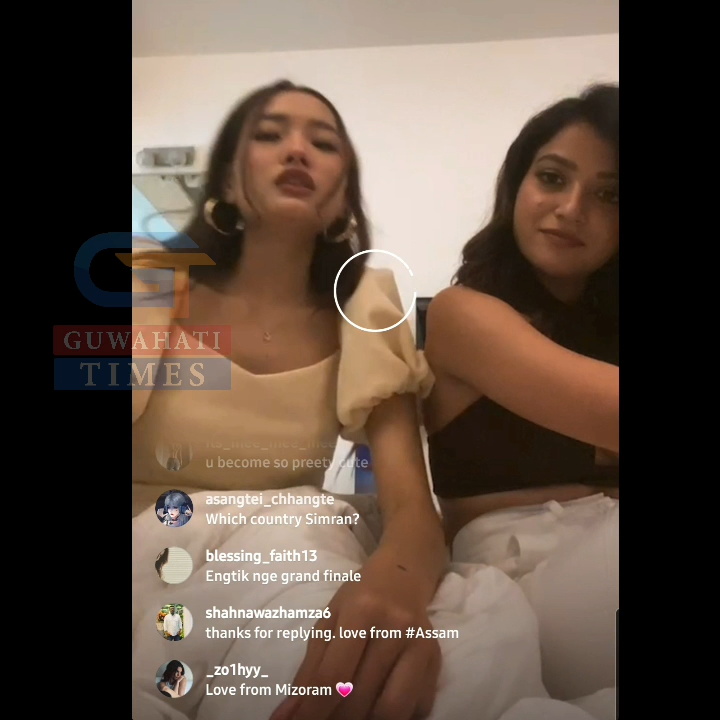 GT
GUWAHATI
TIMES
u become so preety cute
asangtei_chhangte
Which country Simran?
blessing_faith13
Engtik nge grand finale
shahnawazhamza6
thanks for replying. love from #Assam
_zo1hyy_
Love from Mizoram 💗